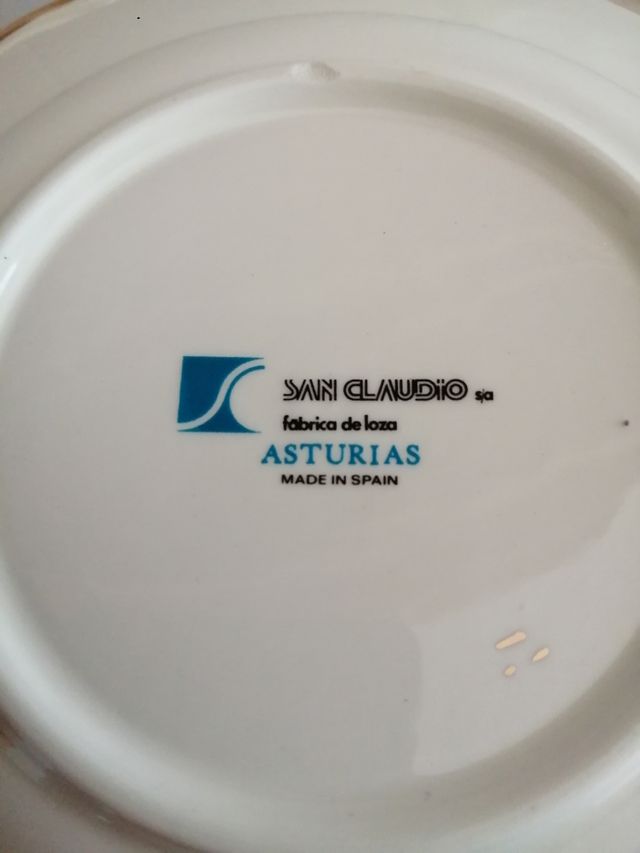 SAN CLAUDIO s/a
fábrica de loza
ASTURIAS
MADE IN SPAIN